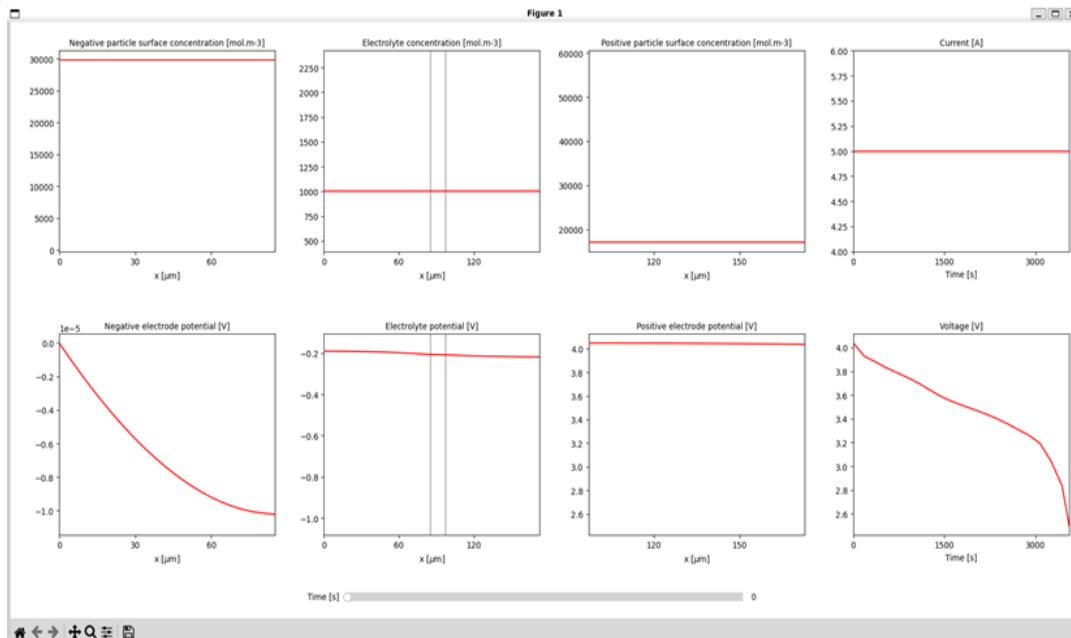 Figure 1
Negative particle surface concentration [mol.m-3]
30000
25000
20000
15000
10000
5000
0
0 60
x [μm]
Electrolyte concentration [mol.m-3]
2250
2000
1750
1500
1250
1000
750
500
0 60 120
x [μm]
Positive particle surface concentration [mol.m-3]
60000
50000
40000
30000
20000
120 150
x [μm]
Current [A]
6.00
5.75
5.50
5.25
5.00
4.75
4.50
4.25
4.00
0 1500 3000
Time [s]
Negative electrode potential [V]
1e−5
0.0
−0.2
−0.4
−0.6
−0.8
−1.0
0 60
x [μm]
Electrolyte potential [V]
−0.2
−0.4
−0.6
−0.8
−1.0
0 60 120
x [μm]
Positive electrode potential [V]
4.0
3.8
3.6
3.4
3.2
3.0
2.8
2.6
120 150
x [μm]
Voltage [V]
4.0
3.8
3.6
3.4
3.2
3.0
2.8
2.6
0 1500 3000
Time [s]
Time [s] 0